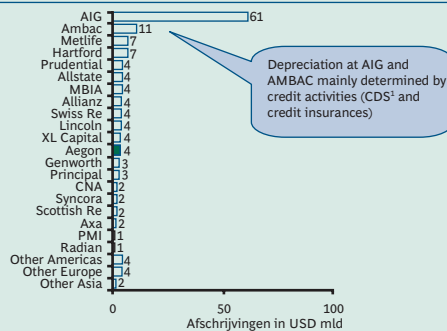 AIG 61
Ambac 11
Metlife 7
Hartford 7
Prudential 4
Allstate 4
MBIA 4
Allianz 4
Swiss Re 4
Lincoln 4
XL Capital 4
Aegon 4
Genworth 3
Principal 3
CNA 2
Syncora 2
Scottish Re 2
Axa 2
PMI 1
Radian 1
Other Americas 4
Other Europe 4
Other Asia 2
Depreciation at AIG and
AMBAC mainly determined by
credit activities (CDS¹ and
credit insurances)
0 50 100
Afschrijvingen in USD mld